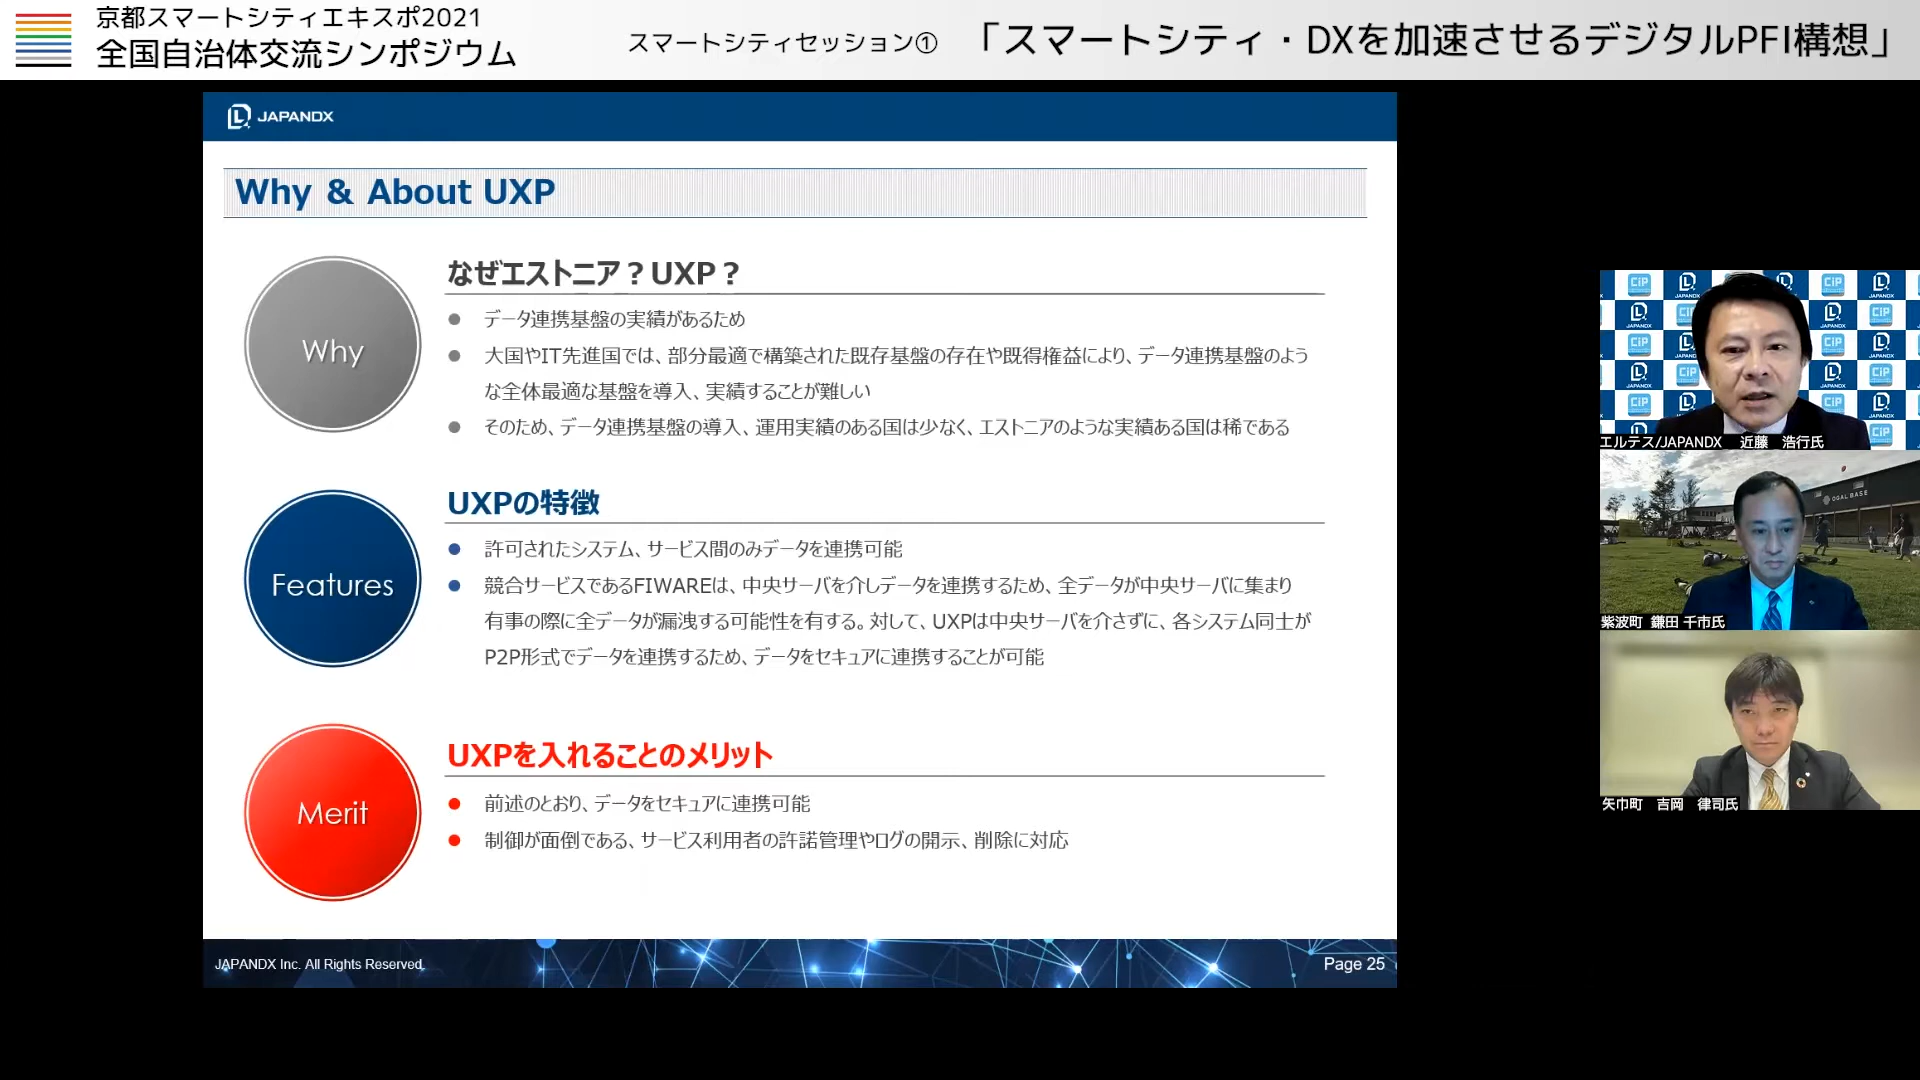 京都スマートシティエキスポ2021
全国自治体交流シンポジウム
スマートシティセッション① 「スマートシティ・DXを加速させるデジタルPFI構想」
JAPANDX
Why & About UXP
Why
なぜエストニア？UXP？
データ連携基盤の実績があるため
大国やIT先進国では、部分最適で構築された既存基盤の存在や既得権益により、データ連携基盤のよう
な全体最適な基盤を導入、実績することが難しい
そのため、データ連携基盤の導入、運用実績のある国は少なく、エストニアのような実績ある国は稀である
Features
UXPの特徴
許可されたシステム、サービス間のみデータを連携可能
競合サービスであるFIWAREは、中央サーバを介しデータを連携するため、全データが中央サーバに集まり
有事の際に全データが漏洩する可能性を有する。対して、UXPは中央サーバを介さずに、各システム同士が
P2P形式でデータを連携するため、データをセキュアに連携することが可能
Merit
UXPを入れることのメリット
前述のとおり、データをセキュアに連携可能
制御が面倒である、サービス利用者の許諾管理やログの開示、削除に対応
JAPANDX Inc. All Rights Reserved.
Page 25
CiP
JAPANDX
エルテス/JAPANDX 近藤 浩行氏
OGAL BASE
紫波町 鎌田 千市氏
矢巾町 吉岡 律司氏